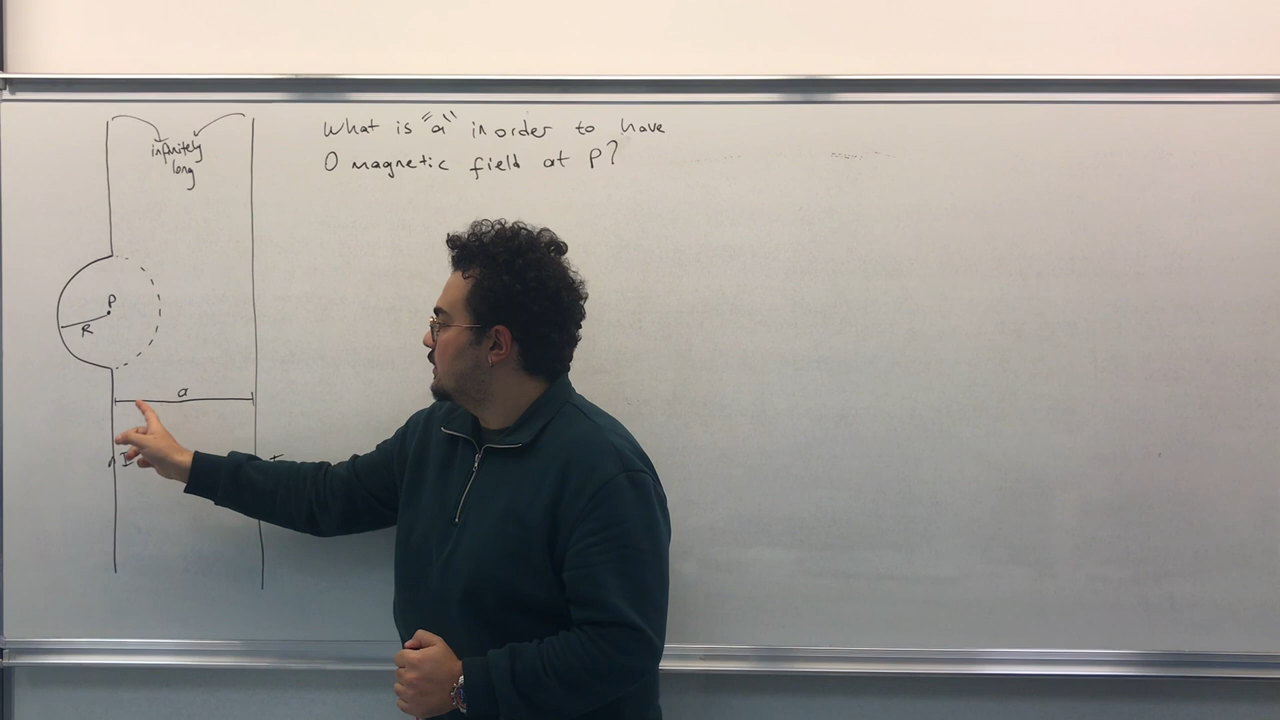 What is "a" in order to have
0 magnetic field at P?
infinitely
long
P
R
a
I